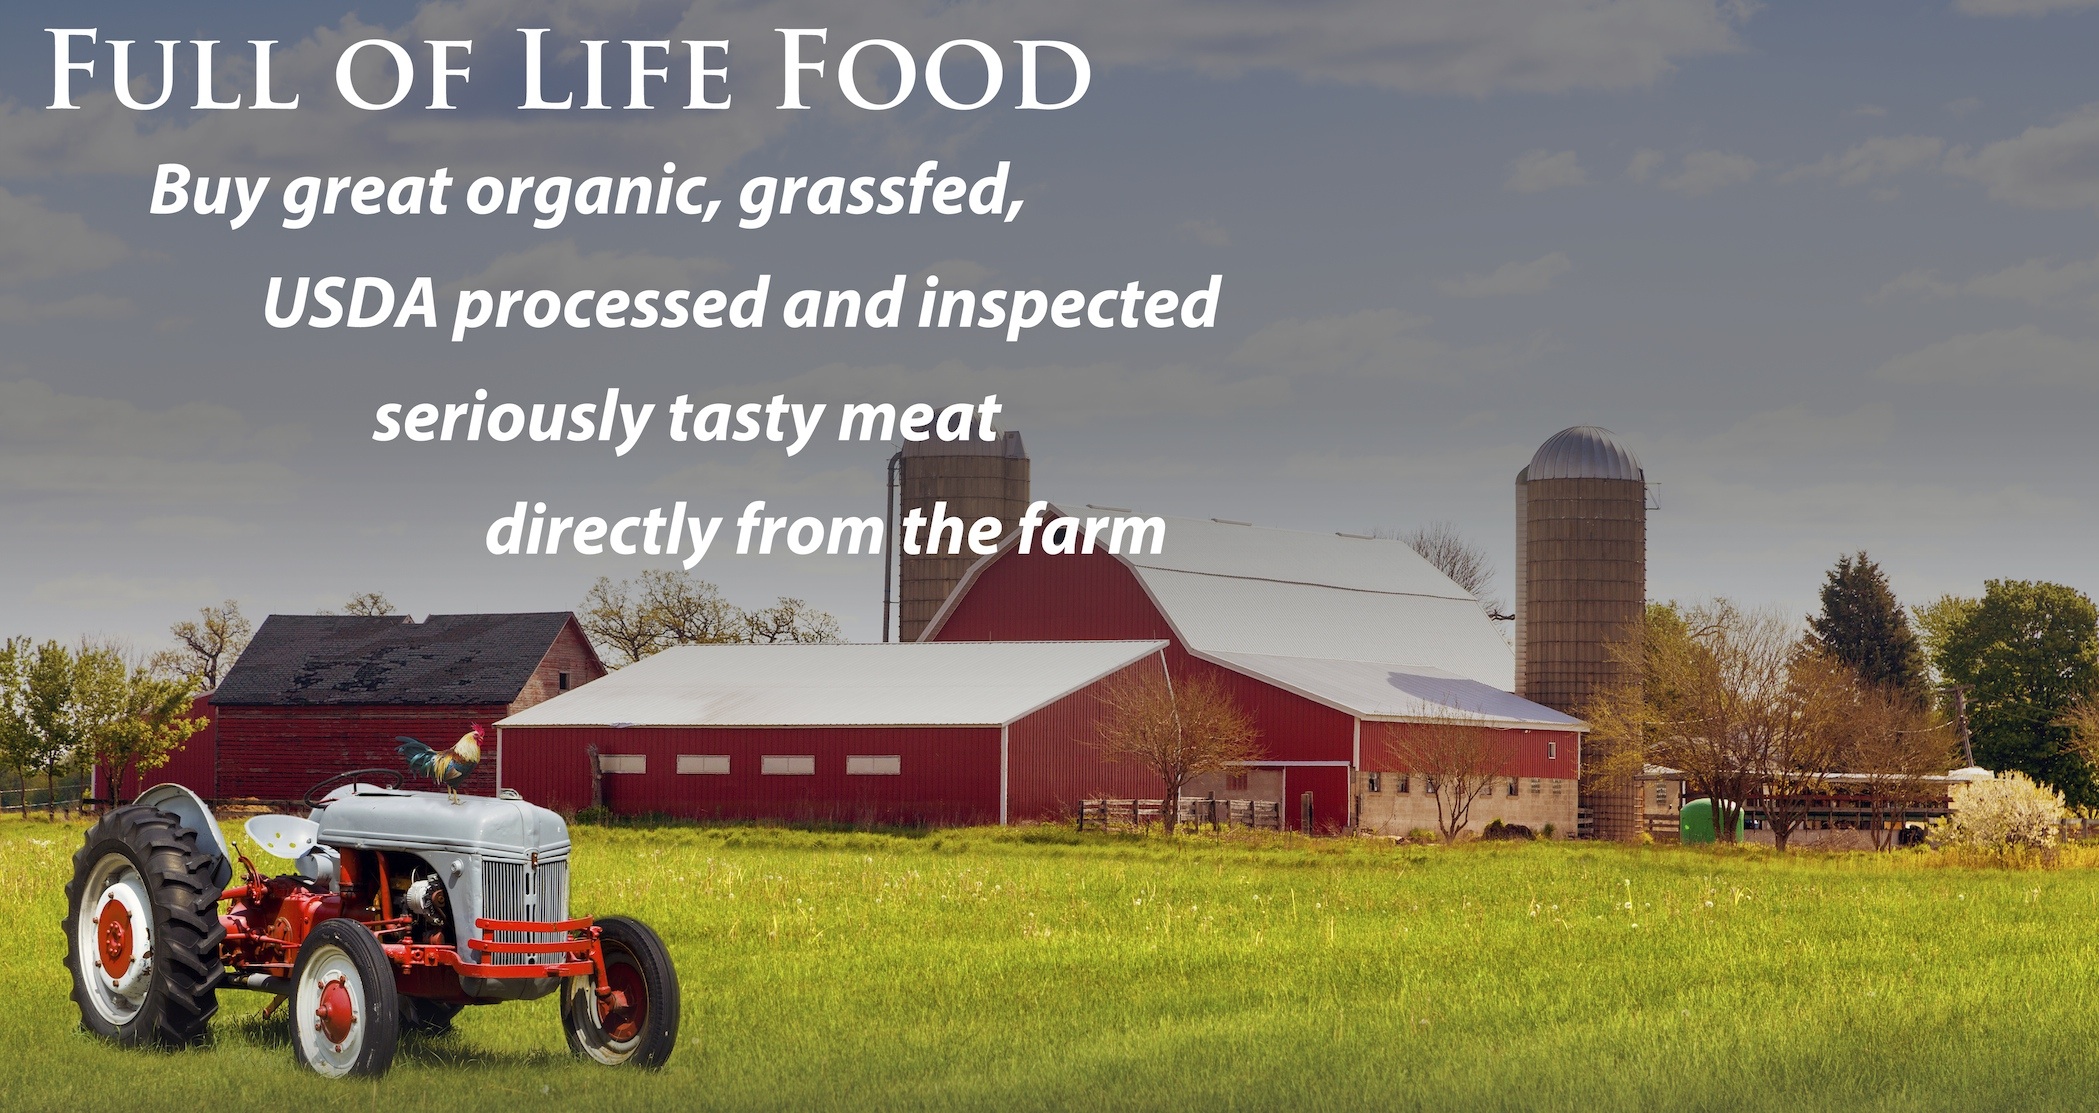 Full of Life Food
Buy great organic, grassfed,
USDA processed and inspected
seriously tasty meat
directly from the farm